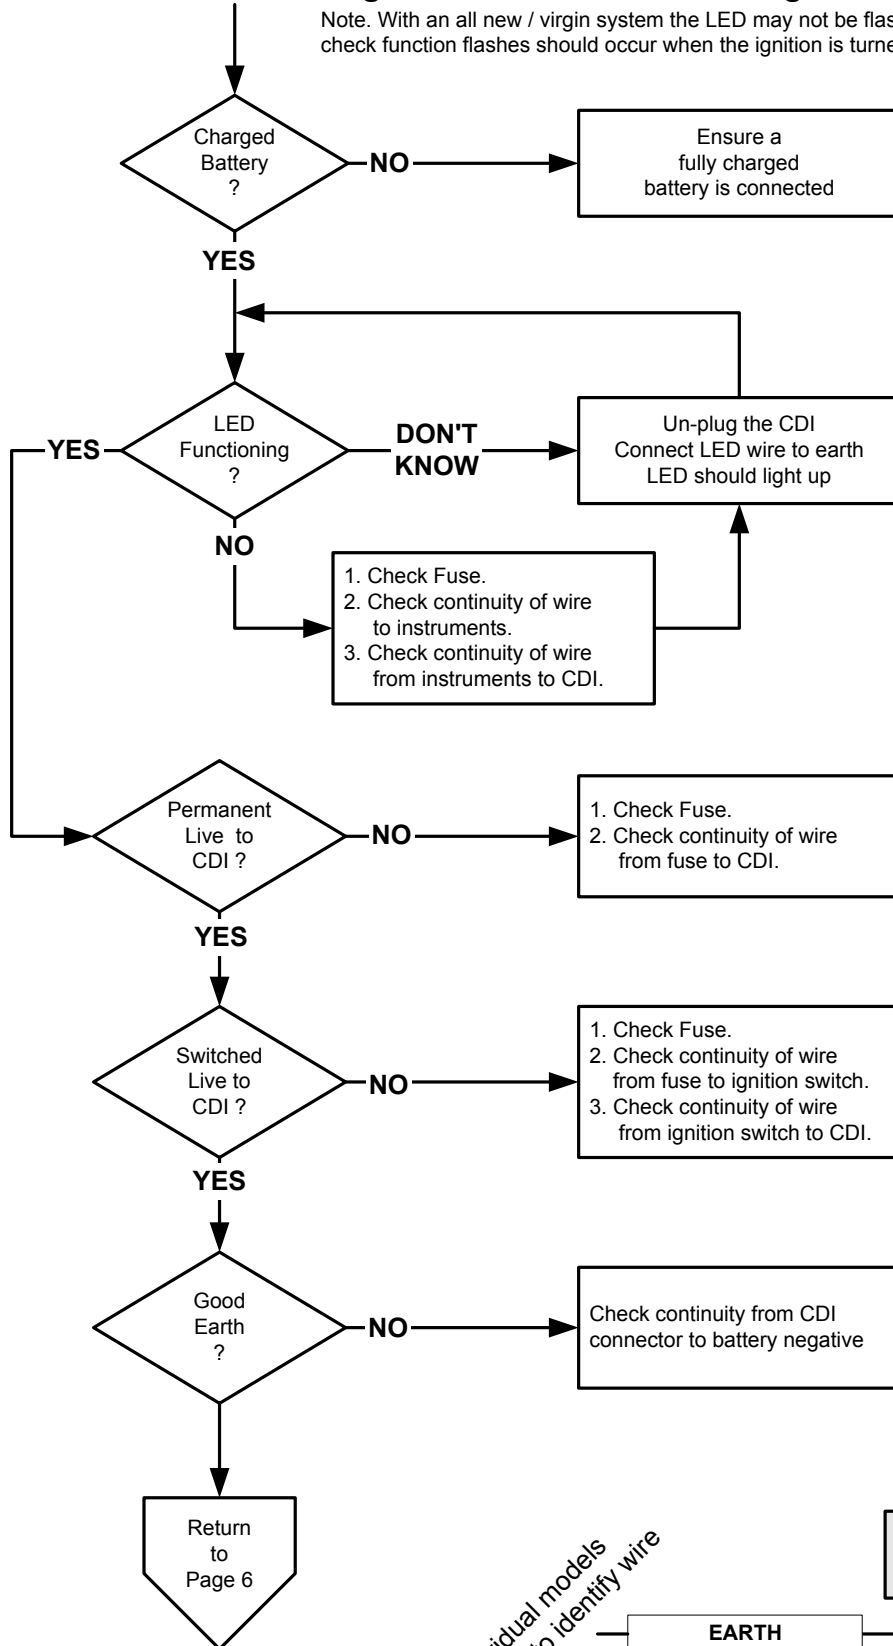 Note. With an all new / virgin system the LED may not be
check function flashes should occur when the ignition is
Charged
Battery
?
NO
Ensure a
fully charged
battery is connected
YES
LED
Functioning
?
YES
DON'T
KNOW
Un-plug the CDI
Connect LED wire to earth
LED should light up
NO
1. Check Fuse.
2. Check continuity of wire
to instruments.
3. Check continuity of wire
from instruments to CDI.
Permanent
Live to
CDI ?
NO
1. Check Fuse.
2. Check continuity of wire
from fuse to CDI.
YES
Switched
Live to
CDI ?
NO
1. Check Fuse.
2. Check continuity of wire
from fuse to ignition switch.
3. Check continuity of wire
from ignition switch to CDI.
YES
Good
Earth
?
NO
Check continuity from CDI
connector to battery negative
Return
to
Page 6
models
to identify wire
EARTH